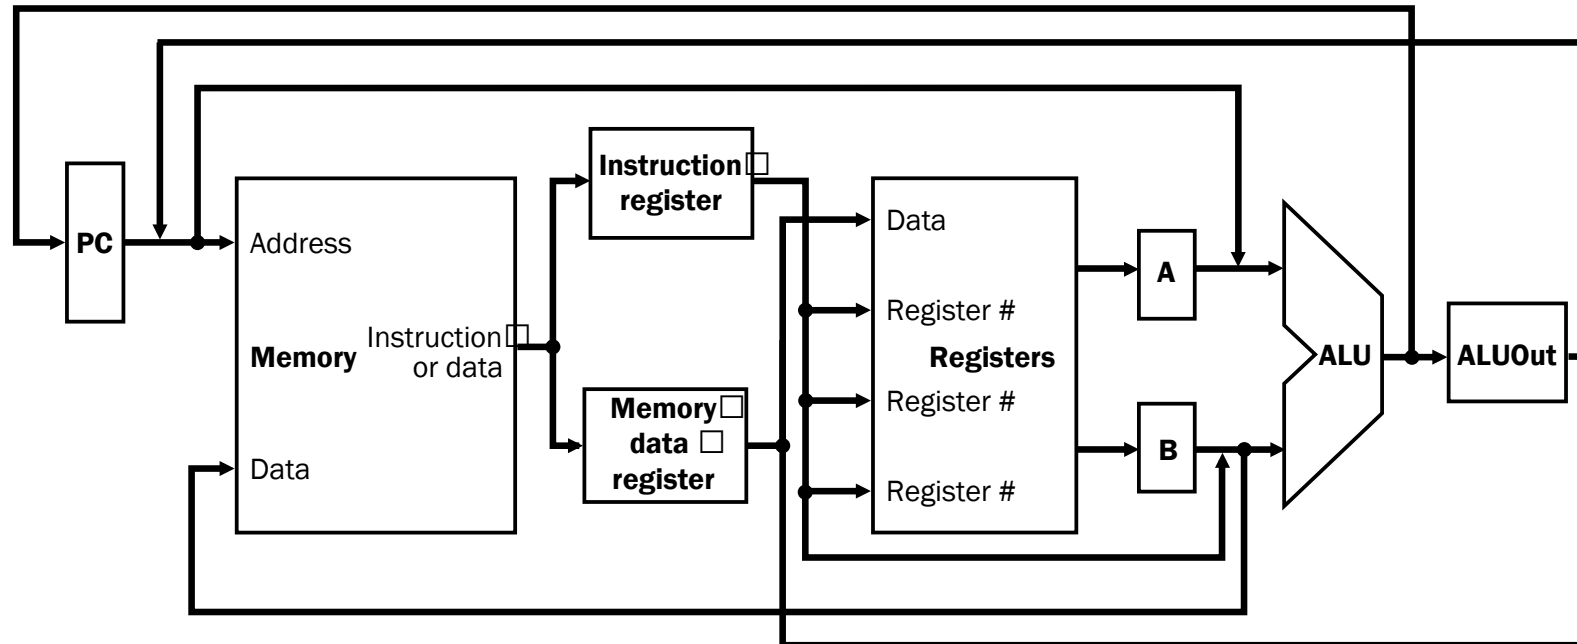 PC
Address
Instruction
or data
Memory
Data
Instruction
register
Memory
data
register
Data
Register #
Registers
Register #
Register #
A
B
ALU
ALUOut